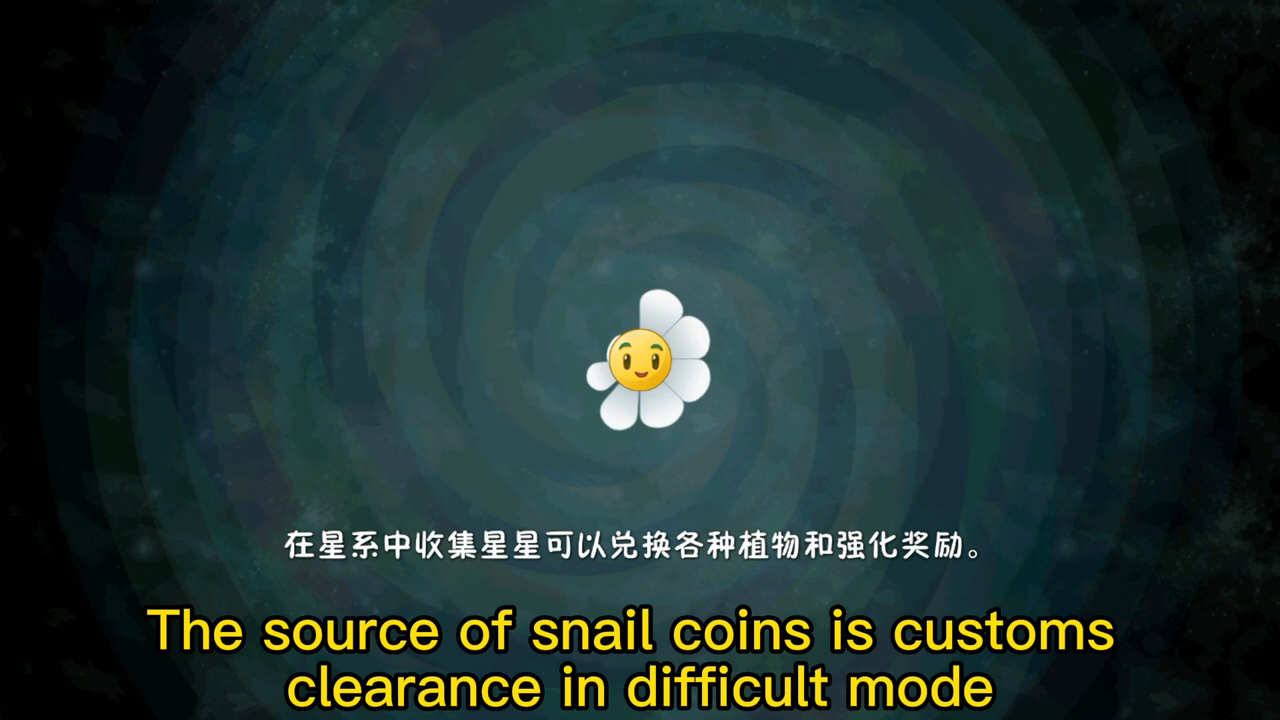 在星系中收集星星可以兑换各种植物和强化奖励。
The source of snail coins is customs
clearance in difficult mode